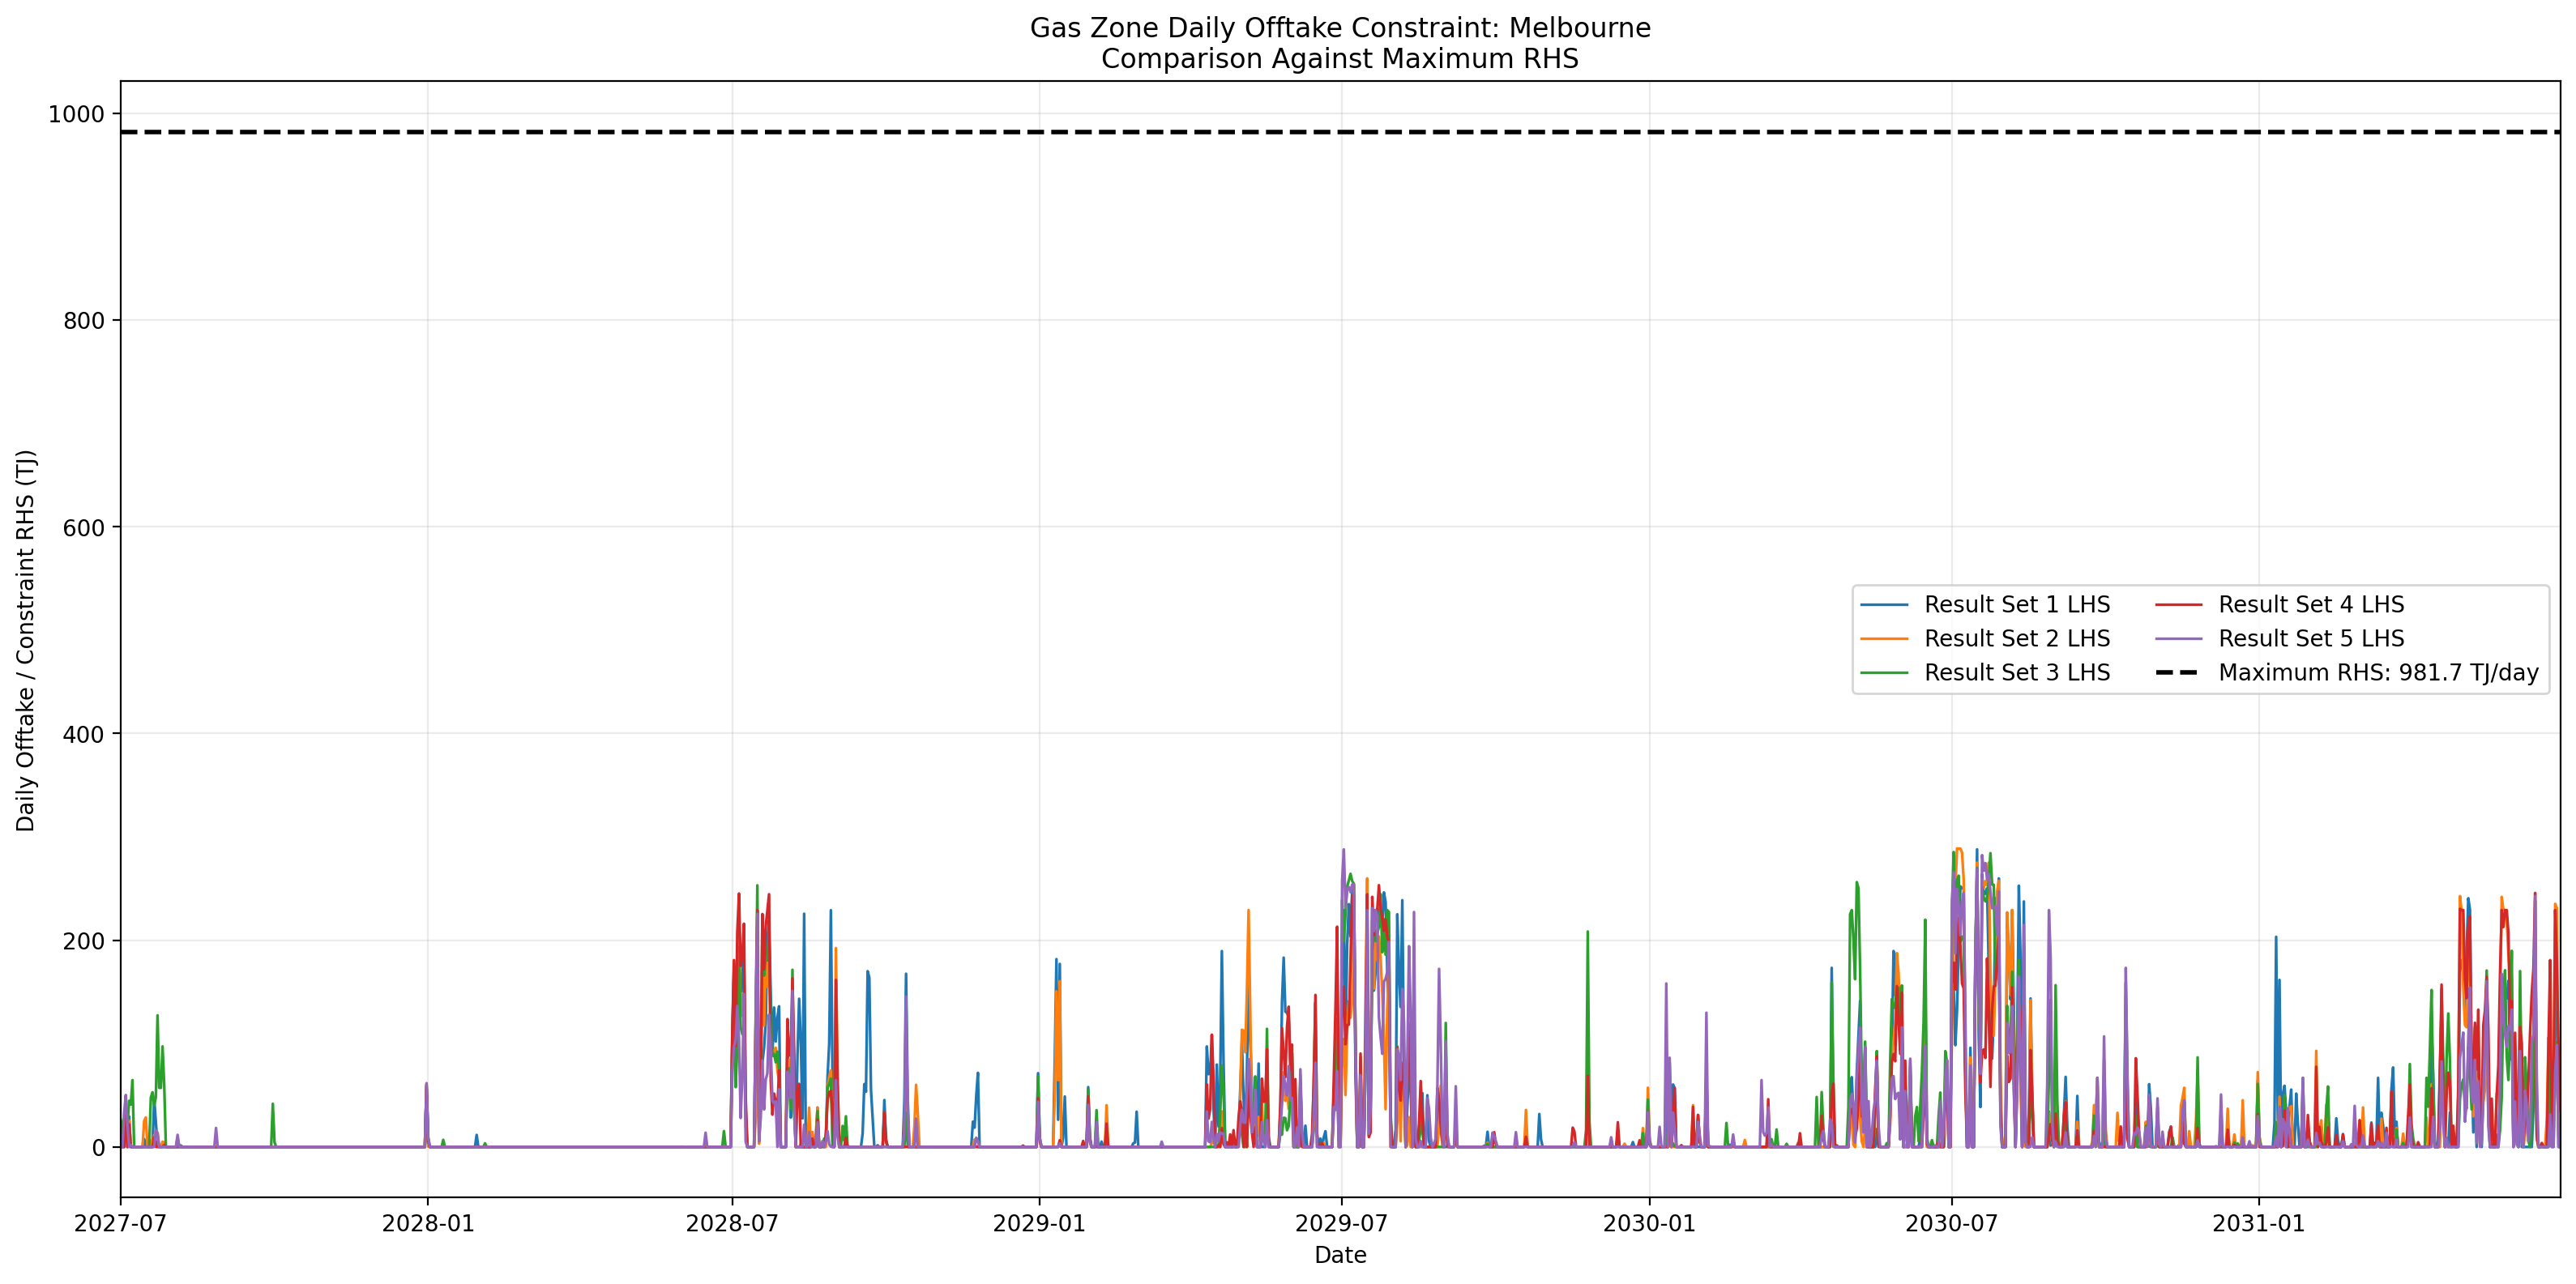 Gas Zone Daily Offtake Constraint: Melbourne
Comparison Against Maximum RHS
Daily Offtake / Constraint RHS (TJ)
1000
800
600
400
200
0
Result Set 1 LHS
Result Set 2 LHS
Result Set 3 LHS
Result Set 4 LHS
Result Set 5 LHS
Maximum RHS: 981.7 TJ/day
2027-07
2028-01
2028-07
2029-01
2029-07
2030-01
2030-07
2031-01
Date